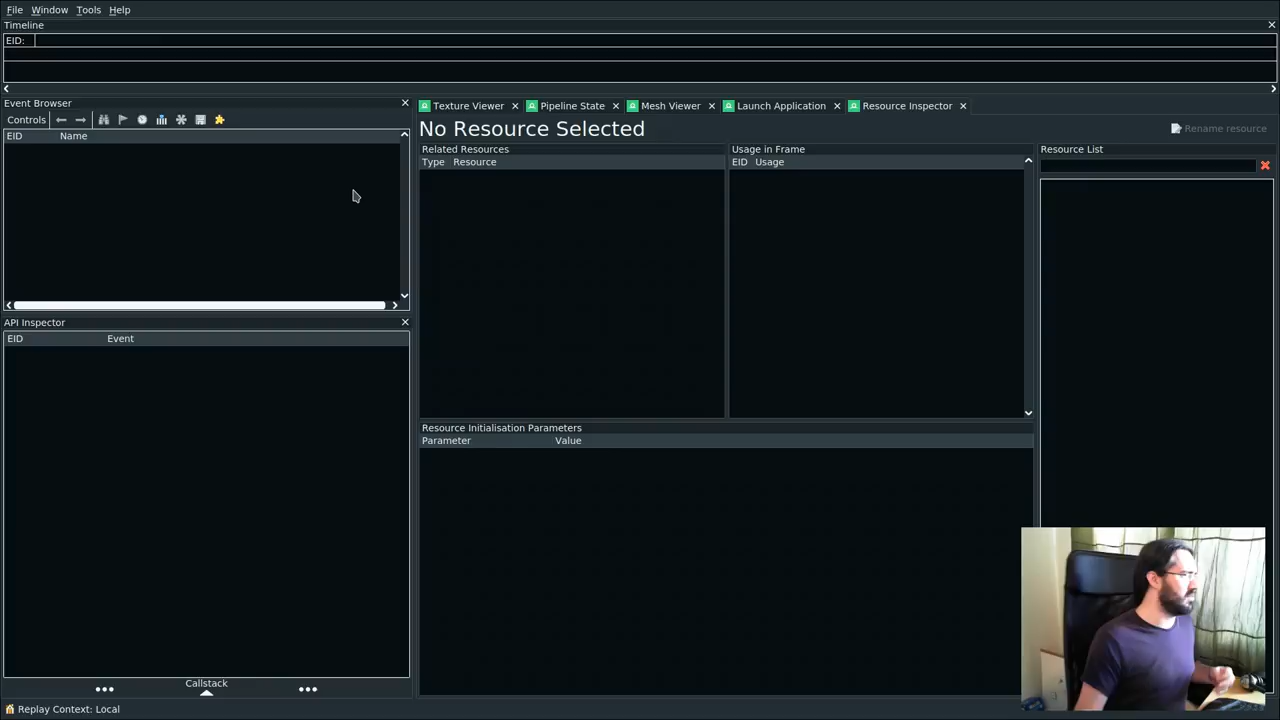 File Window Tools Help
Timeline
EID:
Event Browser
Controls
EID Name
API Inspector
EID Event
Callstack
Replay Context: Local
Texture Viewer Pipeline State Mesh Viewer Launch Application Resource Inspector
No Resource Selected
Rename resource
Related Resources
Type Resource
Usage in Frame
EID Usage
Resource List
Resource Initialisation Parameters
Parameter Value